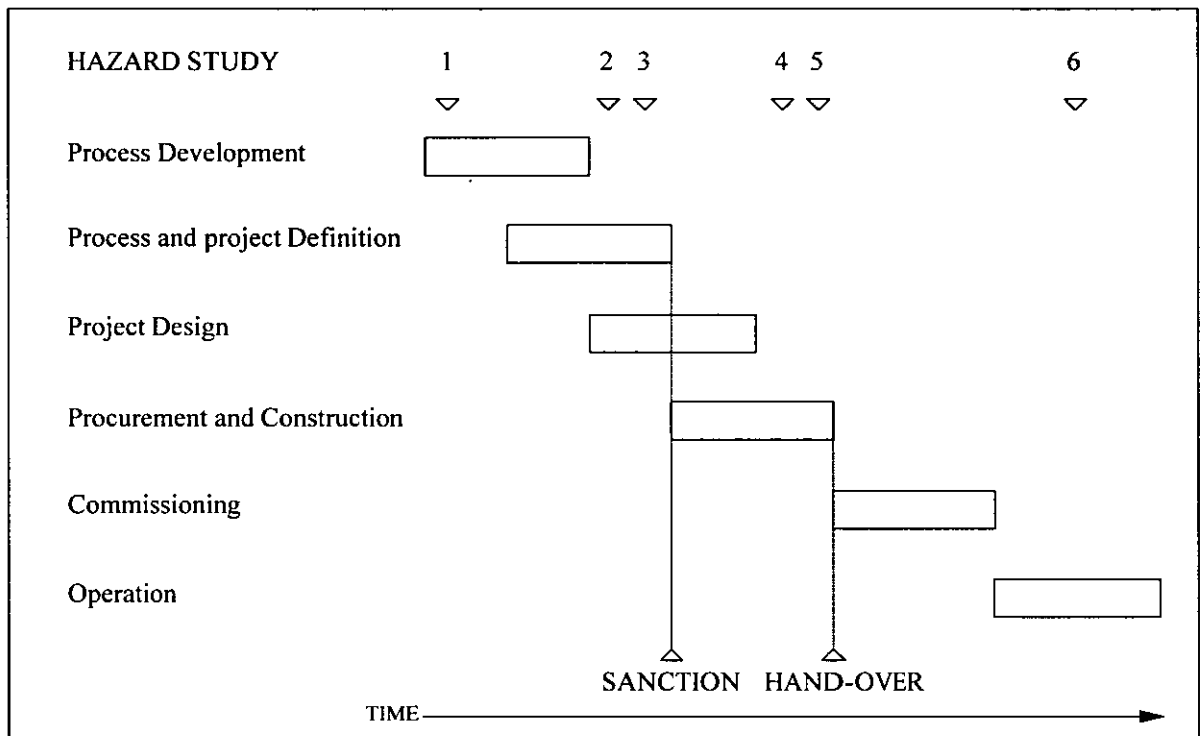 HAZARD STUDY 1 2 3 4 5 6
Process Development
Process and project Definition
Project Design
Procurement and Construction
Commissioning
Operation
SANCTION HAND-OVER
TIME